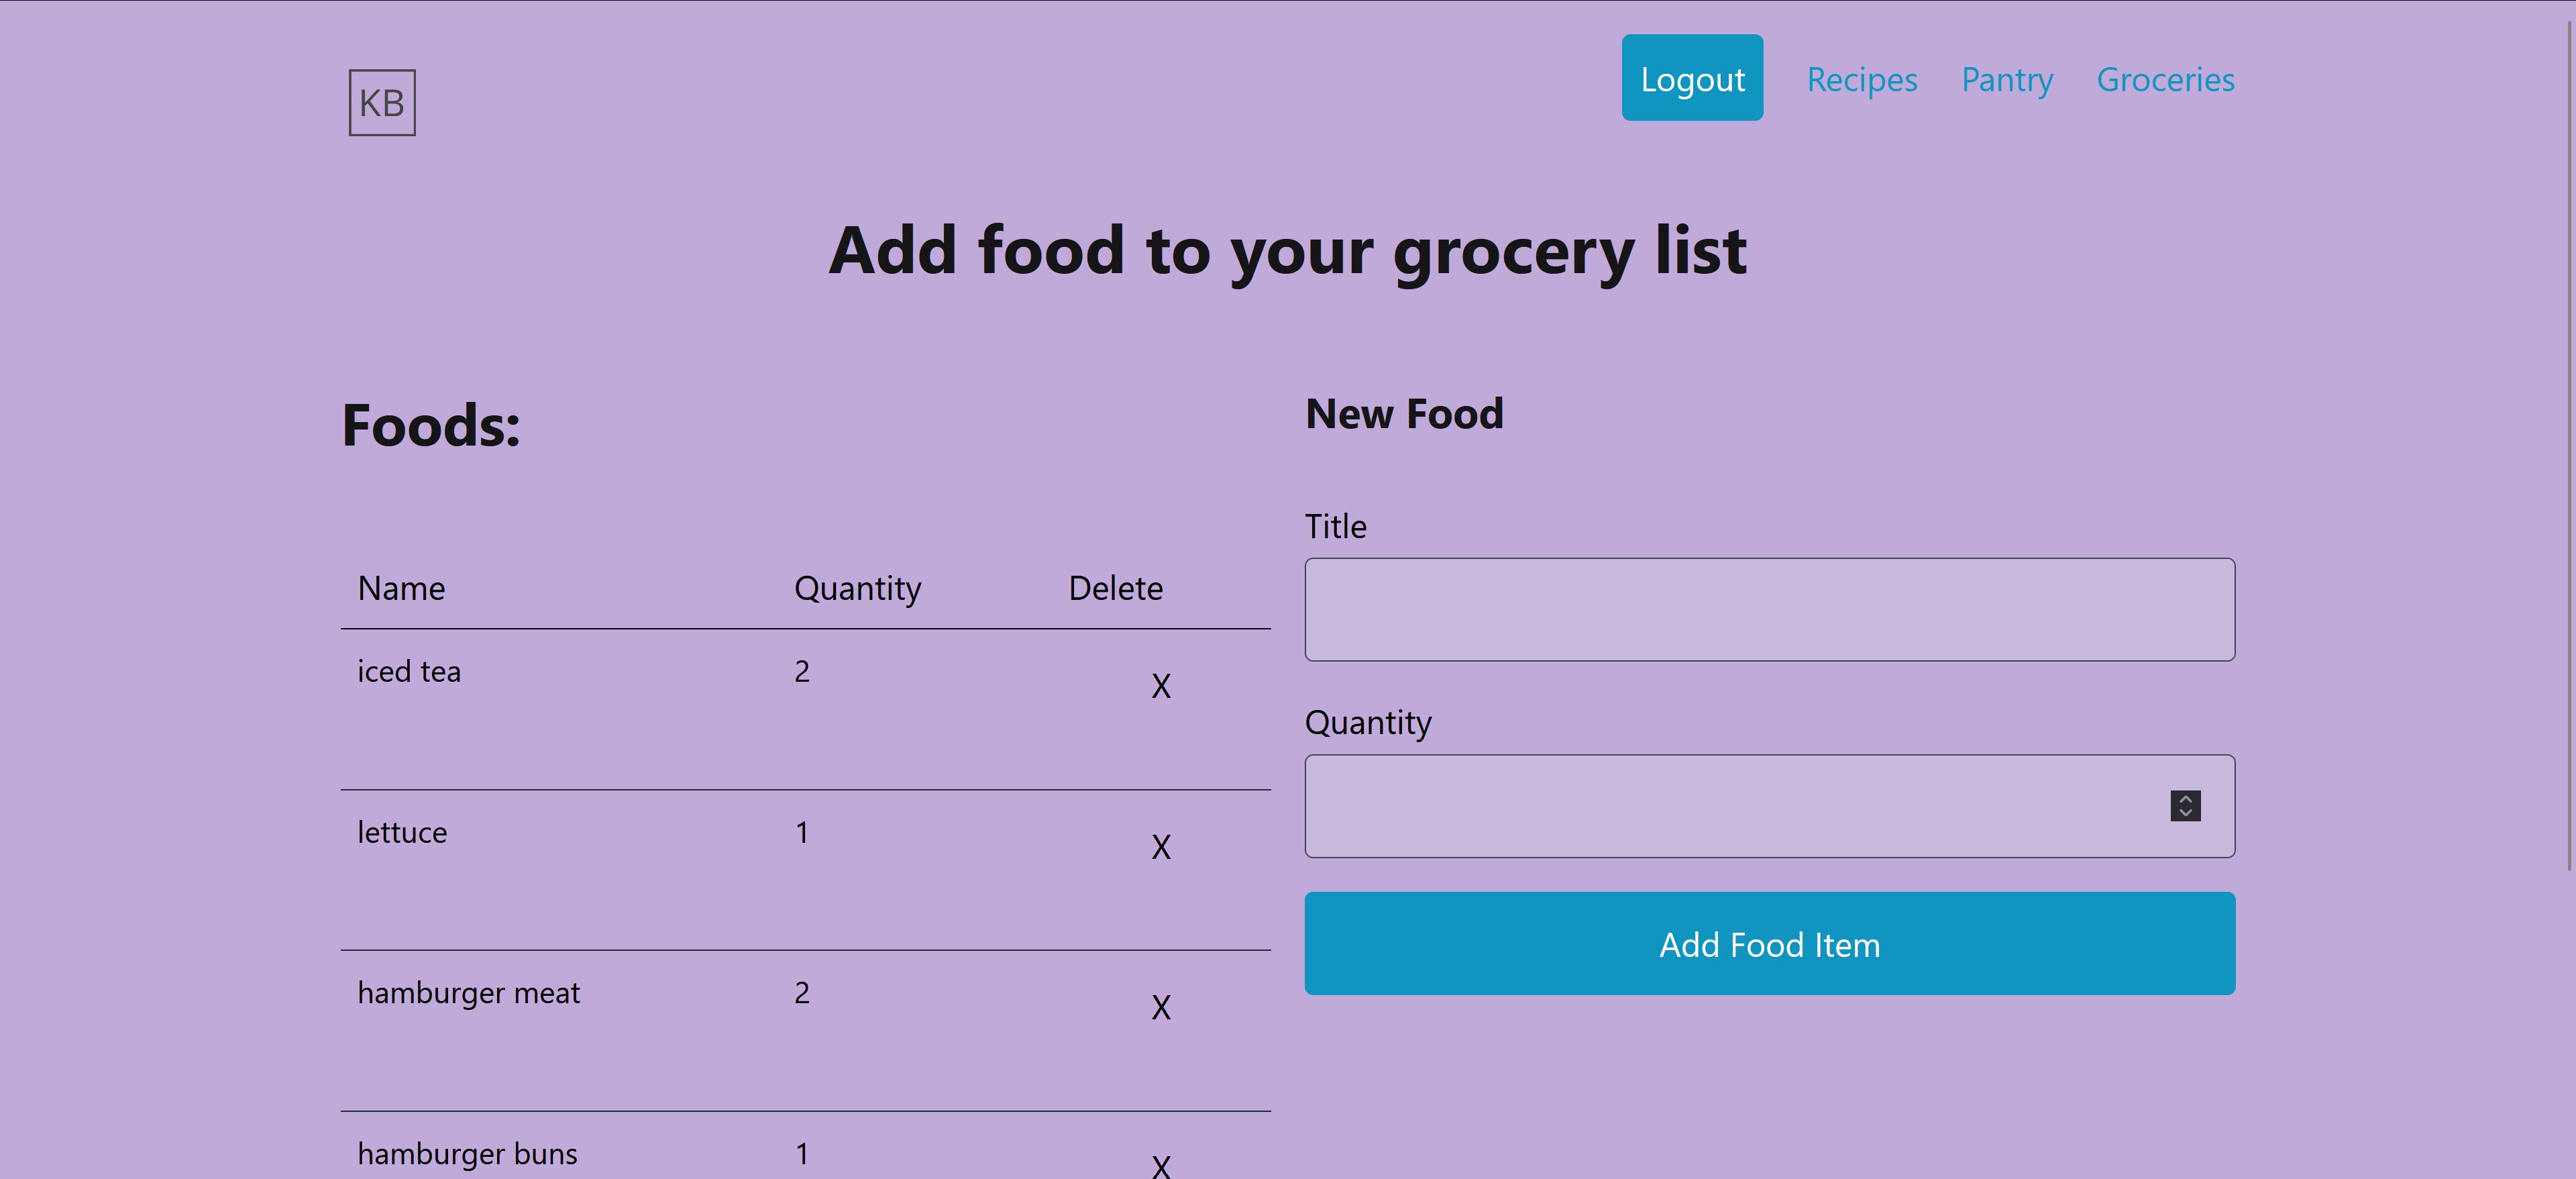 KB
Logout Recipes Pantry Groceries
Add food to your grocery list
Foods:
Name Quantity Delete
iced tea 2 X
lettuce 1 X
hamburger meat 2 X
hamburger buns 1 X
New Food
Title
Quantity
Add Food Item